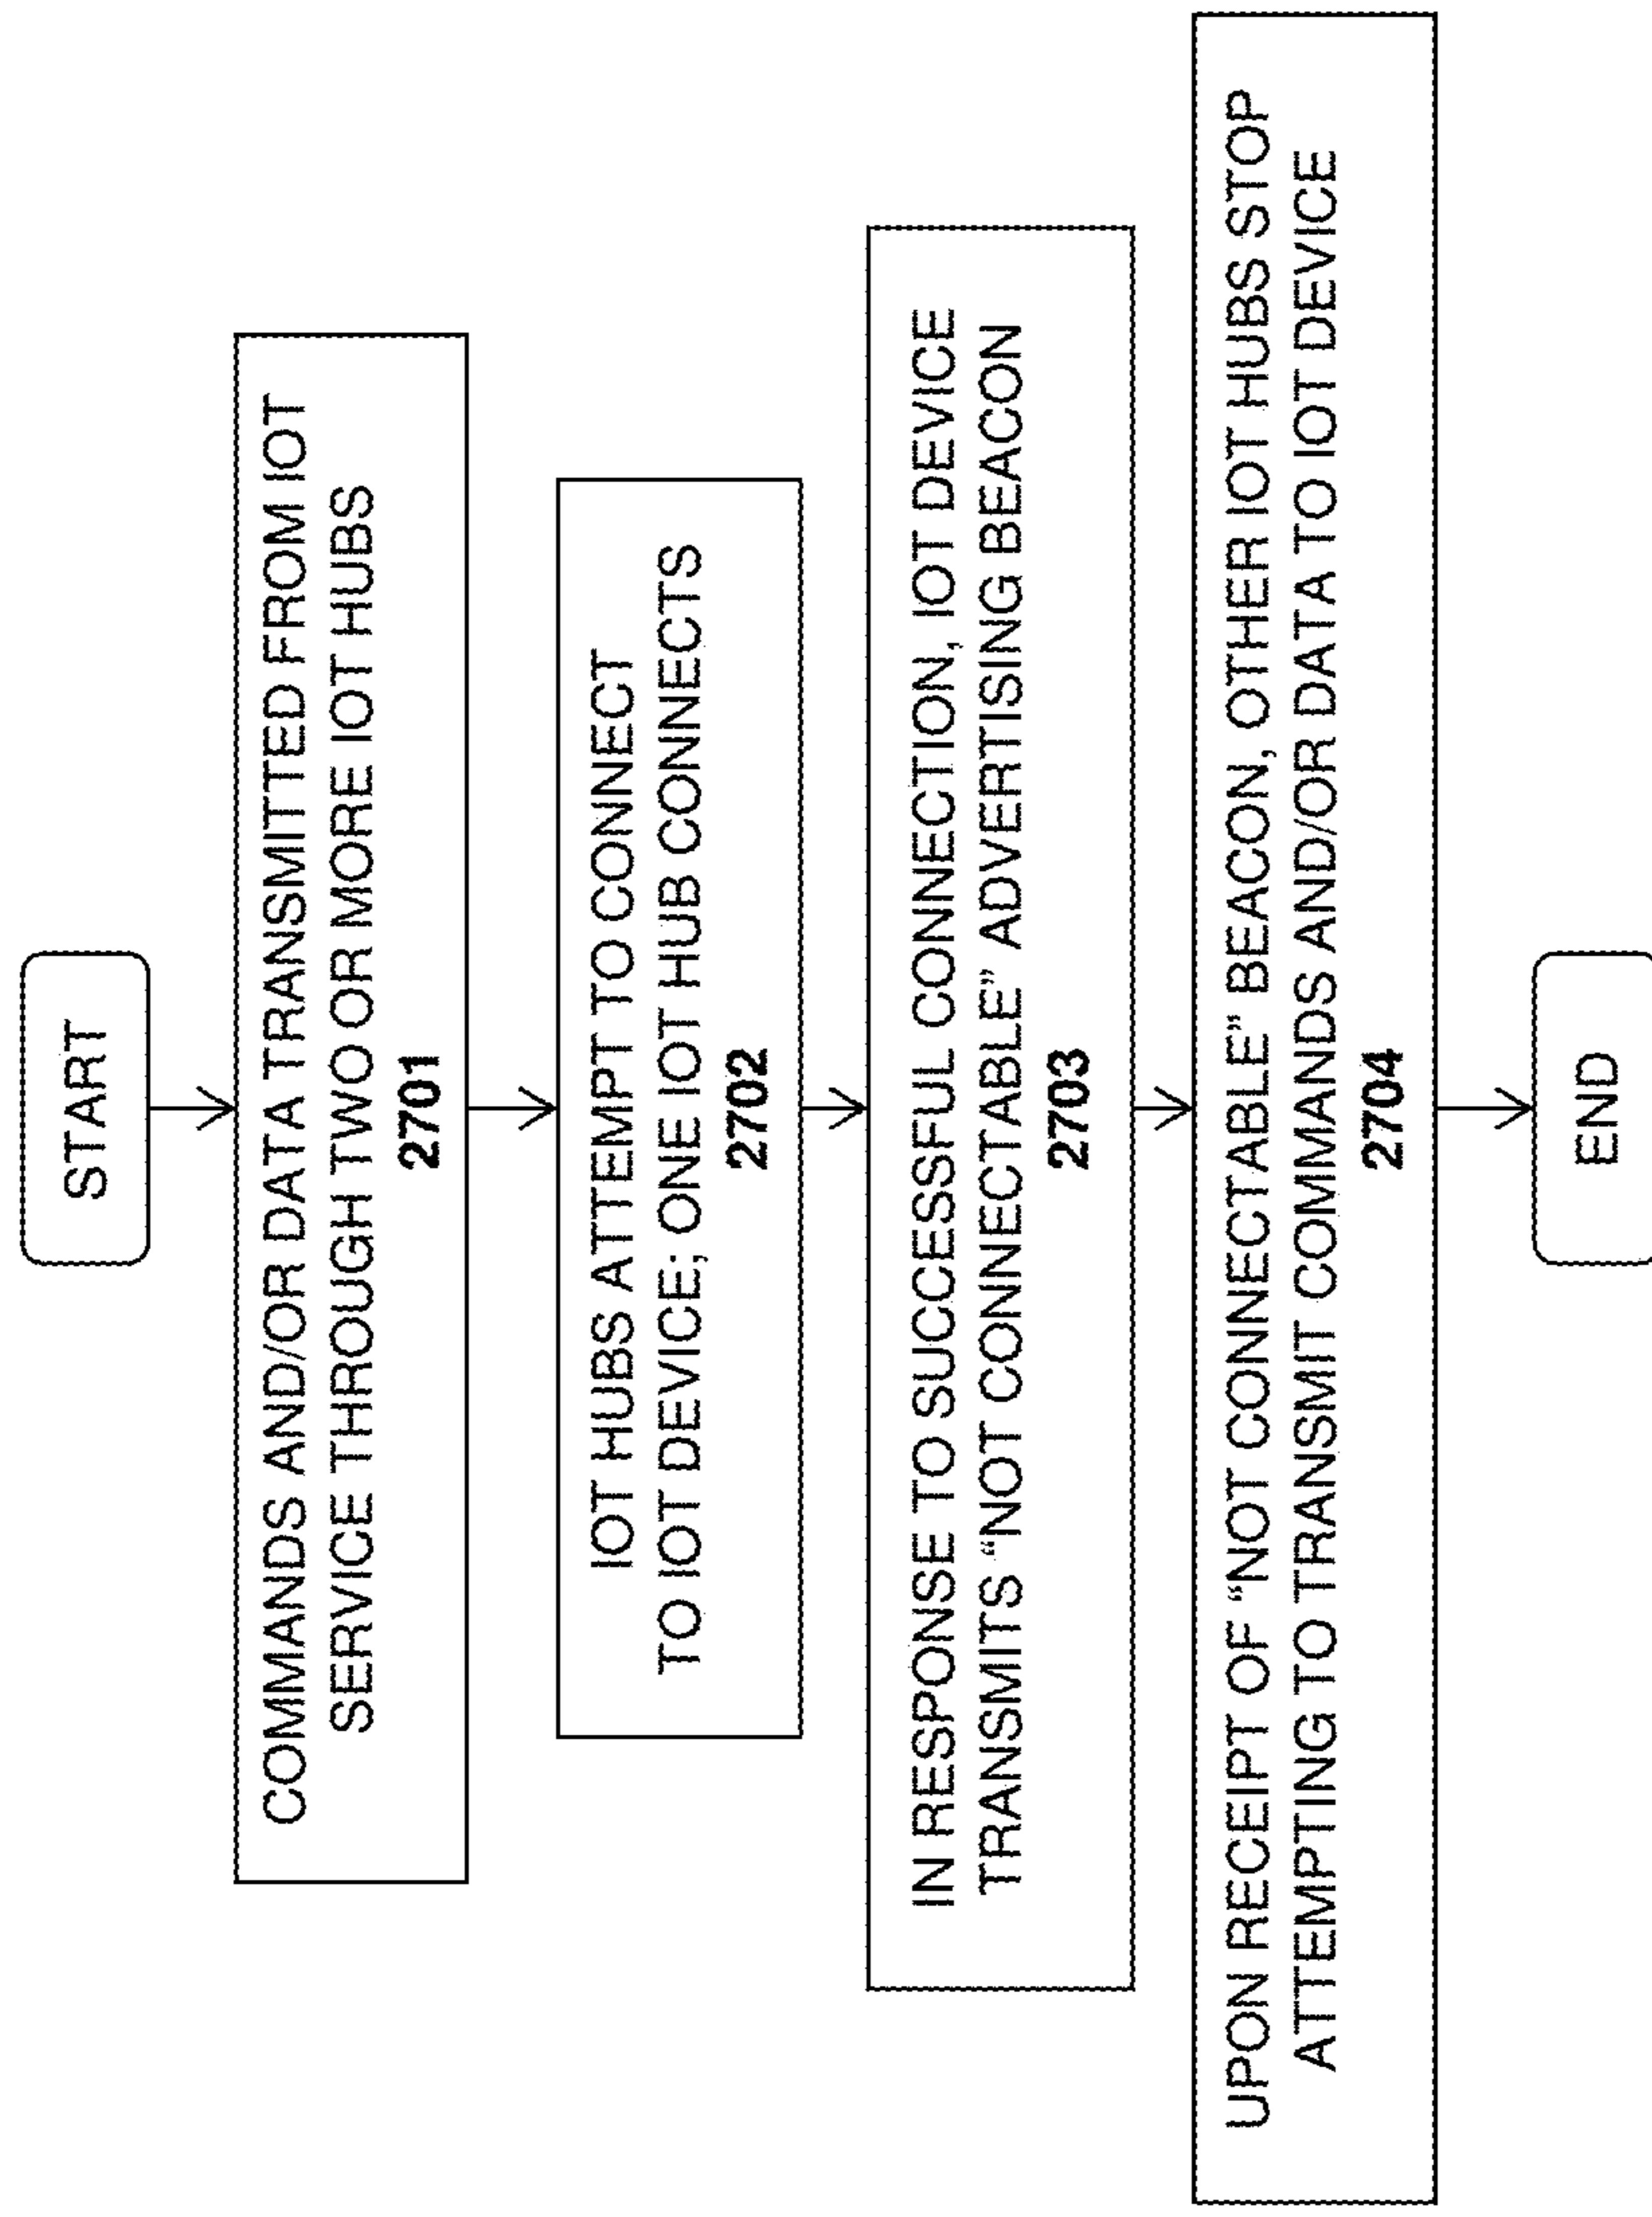 START
COMMANDS AND/OR DATA TRANSMITTED FROM IOT
SERVICE THROUGH TWO OR MORE IOT HUBS
2701
IOT HUBS ATTEMPT TO CONNECT
TO IOT DEVICE; ONE IOT HUB CONNECTS
2702
IN RESPONSE TO SUCCESSFUL CONNECTION, IOT DEVICE
TRANSMITS “NOT CONNECTABLE” ADVERTISING BEACON
2703
UPON RECEIPT OF “NOT CONNECTABLE” BEACON, OTHER IOT HUBS STOP
ATTEMPTING TO TRANSMIT COMMANDS AND/OR DATA TO IOT DEVICE
2704
END